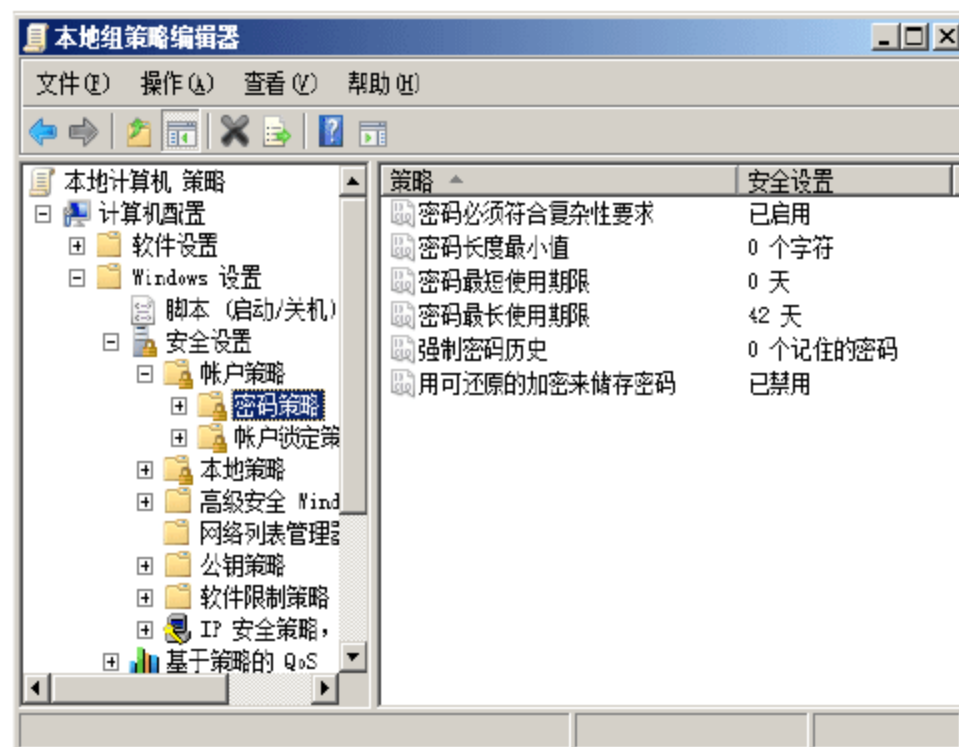 本地组策略编辑器
文件(F) 操作(A) 查看(V) 帮助(H)
本地计算机 策略
计算机配置
软件设置
Windows 设置
脚本 (启动/关机)
安全设置
帐户策略
密码策略
帐户锁定策
本地策略
高级安全 Wind
网络列表管理器
公钥策略
软件限制策略
IP 安全策略,
基于策略的 QoS
策略 安全设置
密码必须符合复杂性要求 已启用
密码长度最小值 0 个字符
密码最短使用期限 0 天
密码最长使用期限 42 天
强制密码历史 0 个记住的密码
用可还原的加密来储存密码 已禁用